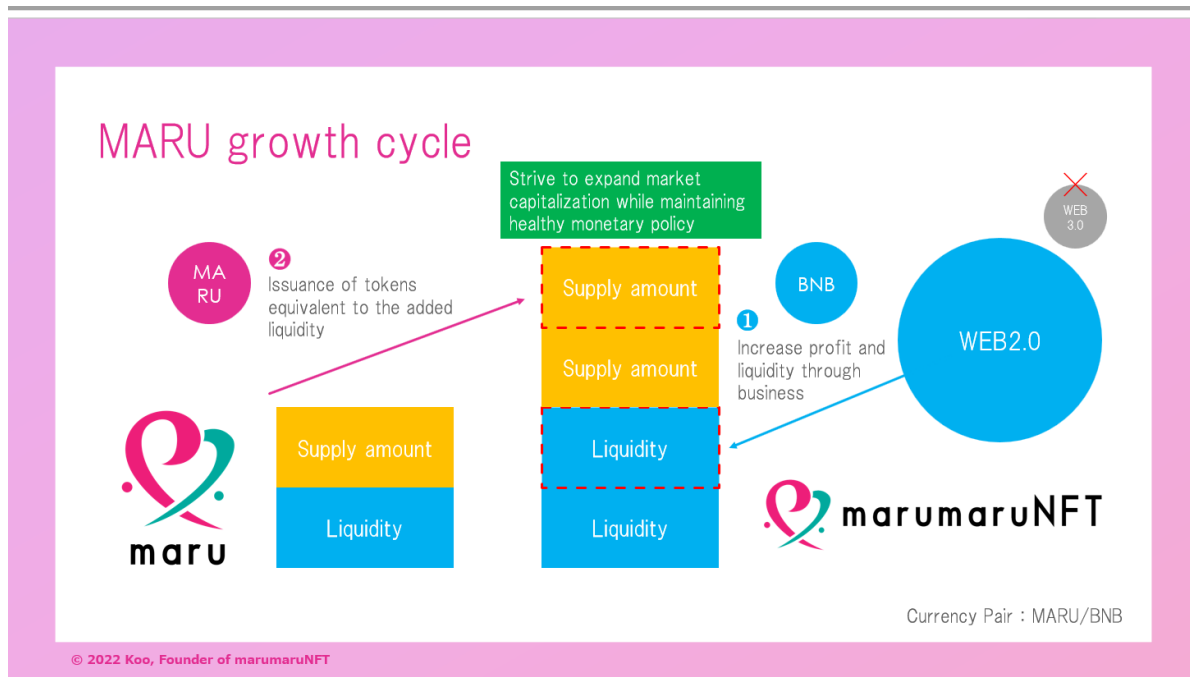 MARU growth cycle
Strive to expand market
capitalization while maintaining
healthy monetary policy
WEB
3.0
MA
RU
❷
Issuance of tokens
equivalent to the added
liquidity
Supply amount
BNB
❶
Increase profit and
liquidity through
business
WEB2.0
Supply amount
Supply amount
Liquidity
Liquidity
Liquidity
maru
marumaruNFT
Currency Pair : MARU/BNB
© 2022 Koo, Founder of marumaruNFT